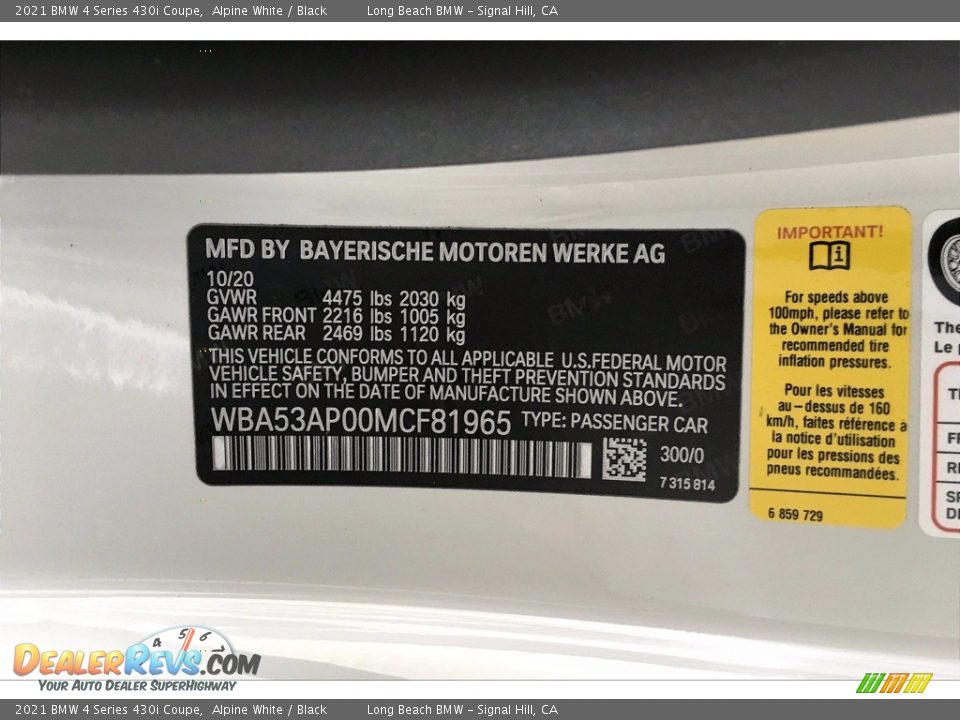 2021 BMW 4 Series 430i Coupe, Alpine White / Black Long Beach BMW - Signal Hill, CA
MFD BY BAYERISCHE MOTOREN WERKE AG
10/20
GVWR 4475 lbs 2030 kg
GAWR FRONT 2216 lbs 1005 kg
GAWR REAR 2469 lbs 1120 kg
THIS VEHICLE CONFORMS TO ALL APPLICABLE U.S.FEDERAL MOTOR
VEHICLE SAFETY, BUMPER AND THEFT PREVENTION STANDARDS
IN EFFECT ON THE DATE OF MANUFACTURE SHOWN ABOVE.
WBA53AP00MCF81965 TYPE: PASSENGER CAR
300/0
7 315 814
IMPORTANT!
For speeds above
100mph, please refer to
the Owner's Manual for
recommended tire
inflation pressures.
Pour les vitesses
au-dessus de 160
km/h, faites référence a
la notice d'utilisation
pour les pressions des
pneus recommandées.
6 859 729
The
Le p
4 5 6
DealerRevs.com
Your Auto Dealer SuperHighway
2021 BMW 4 Series 430i Coupe, Alpine White / Black Long Beach BMW - Signal Hill, CA